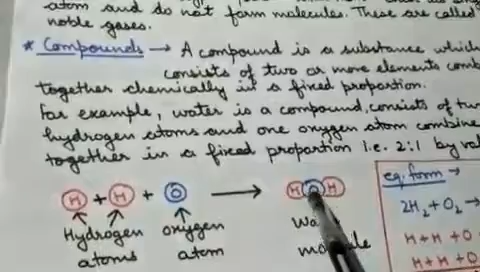 atom and do not form molecules. These are called
noble gases.
* Compounds → A compound is a substance which
consists of two or more elements comb
together chemically in a fixed proportion.
For example, water is a compound, consists of tw
hydrogen atoms and one oxygen atom combine
together in a fixed proportion i.e. 2:1 by vol
H + H + O → H O H
Hydrogen atoms
oxygen atom
Wa
mo cule
eq. form →
2H₂ + O₂ →
H + H + O
H + H + O